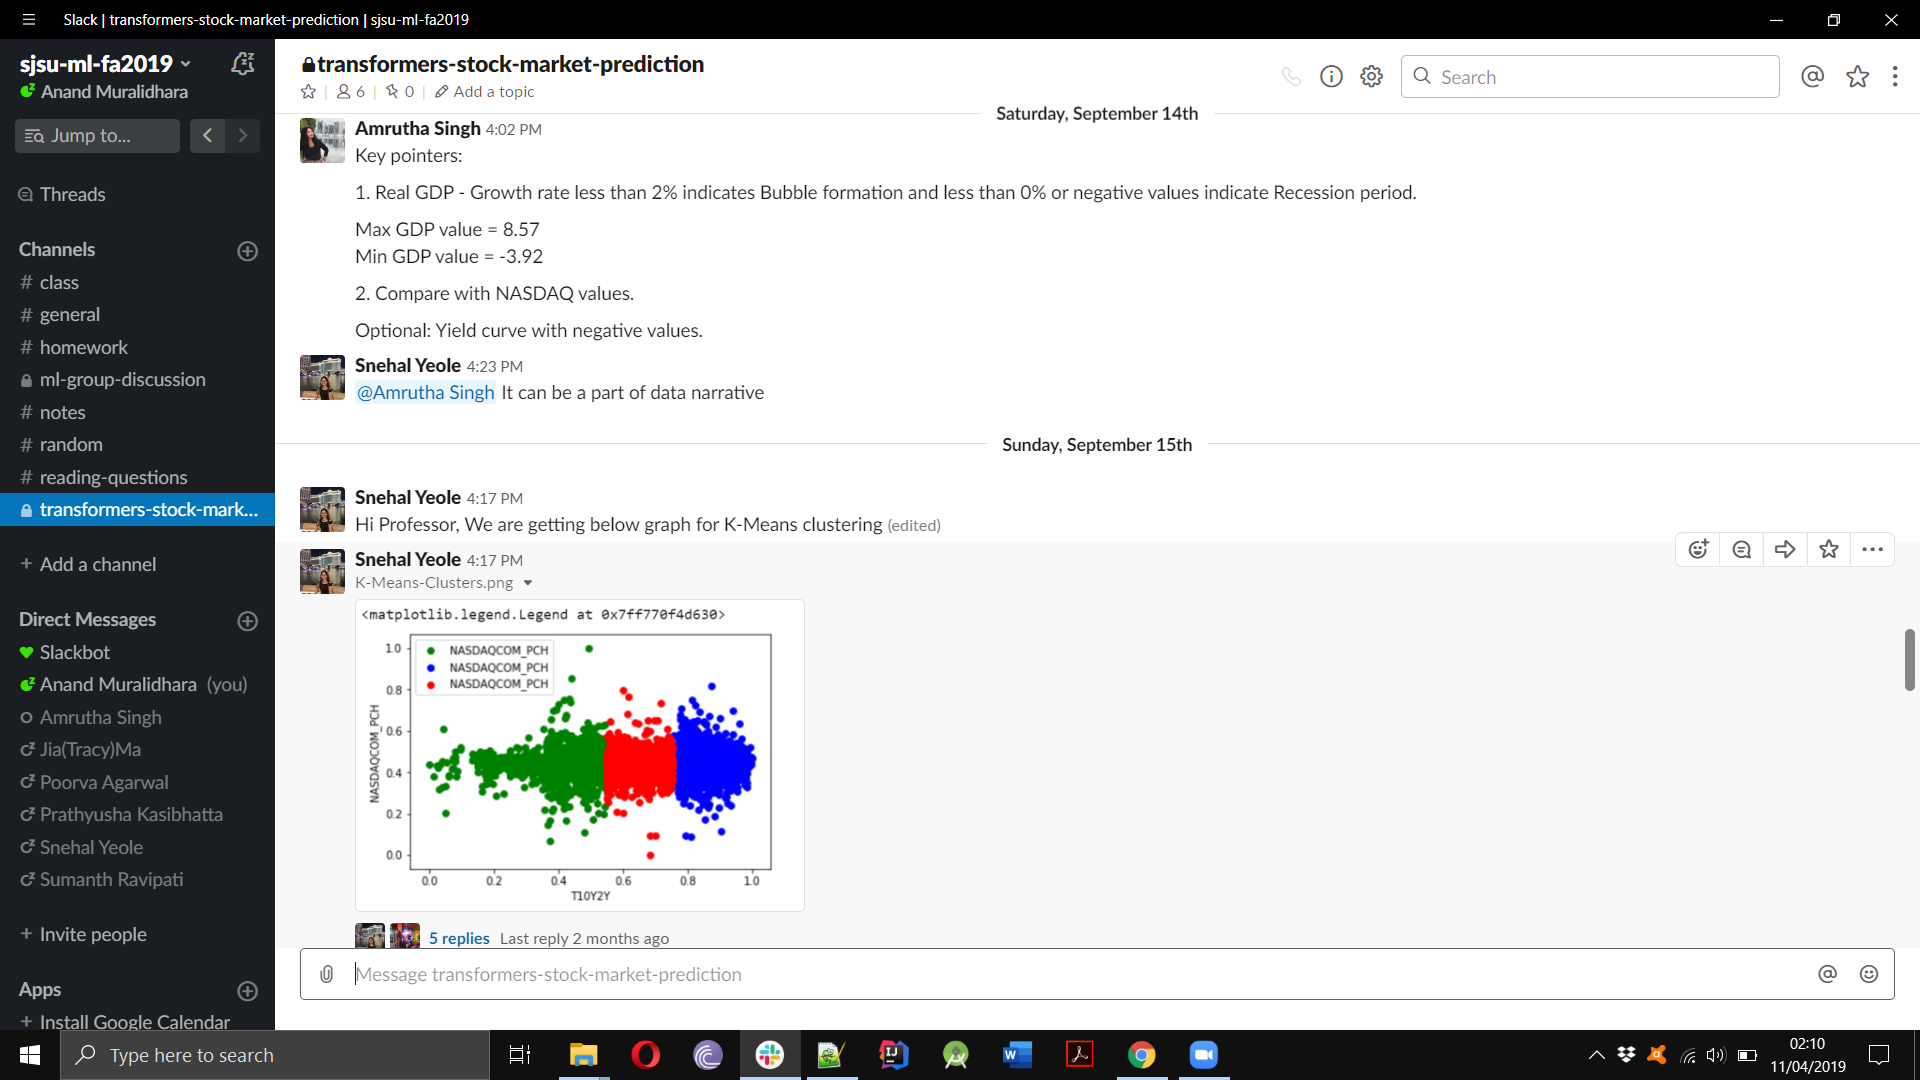 Slack | transformers-stock-market-prediction | sjsu-ml-fa2019
sjsu-ml-fa2019
Anand Muralidhara
Jump to...
Threads
Channels
# class
# general
# homework
ml-group-discussion
# notes
# random
# reading-questions
transformers-stock-mark...
+ Add a channel
Direct Messages
Slackbot
Anand Muralidhara (you)
Amrutha Singh
Jia(Tracy)Ma
Poorva Agarwal
Prathyusha Kasibhatta
Snehal Yeole
Sumanth Ravipati
+ Invite people
Apps
+ Install Google Calendar
transformers-stock-market-prediction
6 | 0 | Add a topic
Search
Saturday, September 14th
Amrutha Singh 4:02 PM
Key pointers:
1. Real GDP - Growth rate less than 2% indicates Bubble formation and less than 0% or negative values indicate Recession period.
Max GDP value = 8.57
Min GDP value = -3.92
2. Compare with NASDAQ values.
Optional: Yield curve with negative values.
Snehal Yeole 4:23 PM
@Amrutha Singh It can be a part of data narrative
Sunday, September 15th
Snehal Yeole 4:17 PM
Hi Professor, We are getting below graph for K-Means clustering (edited)
Snehal Yeole 4:17 PM
K-Means-Clusters.png
<matplotlib.legend.Legend at 0x7ff770f4d630>
NASDAQCOM_PCH
NASDAQCOM_PCH
NASDAQCOM_PCH
1.0
0.8
0.6
0.4
0.2
0.0
NASDAQCOM_PCH
0.0 0.2 0.4 0.6 0.8 1.0
T10Y2Y
5 replies Last reply 2 months ago
Message transformers-stock-market-prediction
Type here to search
02:10
11/04/2019